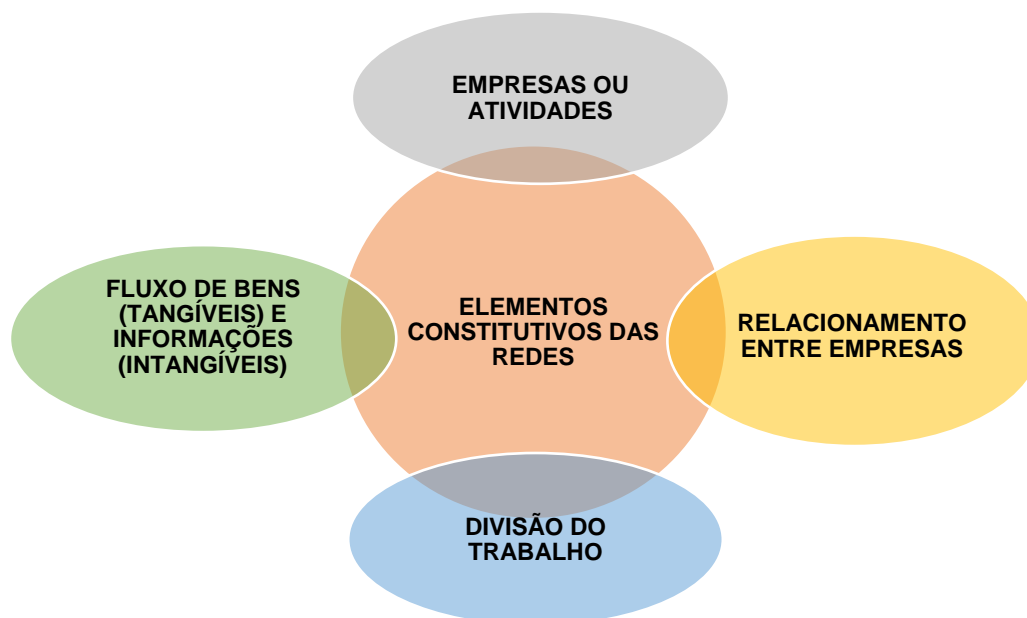 EMPRESAS OU
ATIVIDADES
FLUXO DE BENS
(TANGÍVEIS) E
INFORMAÇÕES
(INTANGÍVEIS)
ELEMENTOS
CONSTITUTIVOS DAS
REDES
RELACIONAMENTO
ENTRE EMPRESAS
DIVISÃO DO
TRABALHO